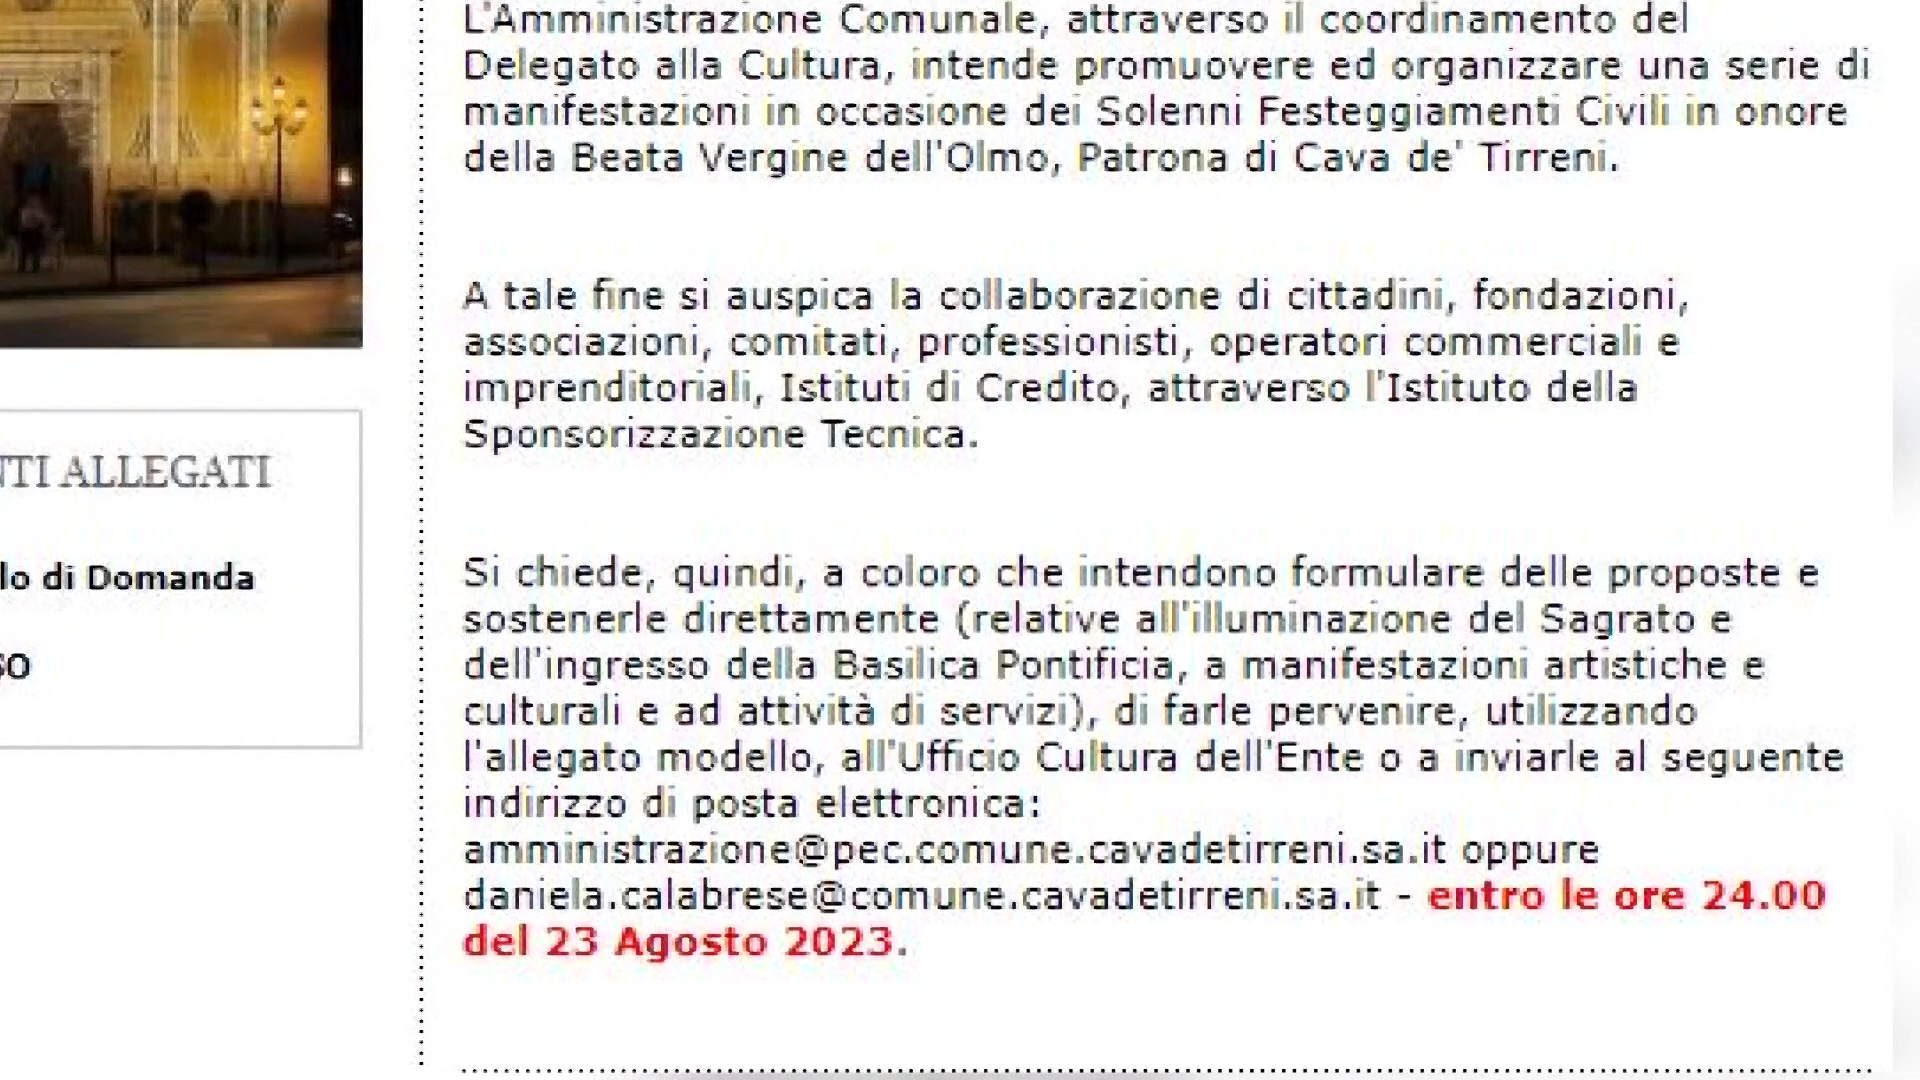 L'Amministrazione Comunale, attraverso il coordinamento del
Delegato alla Cultura, intende promuovere ed organizzare una serie di
manifestazioni in occasione dei Solenni Festeggiamenti Civili in onore
della Beata Vergine dell'Olmo, Patrona di Cava de' Tirreni.
A tale fine si auspica la collaborazione di cittadini, fondazioni,
associazioni, comitati, professionisti, operatori commerciali e
imprenditoriali, Istituti di Credito, attraverso l'Istituto della
Sponsorizzazione Tecnica.
Si chiede, quindi, a coloro che intendono formulare delle proposte e
sostenerle direttamente (relative all'illuminazione del Sagrato e
dell'ingresso della Basilica Pontificia, a manifestazioni artistiche e
culturali e ad attività di servizi), di farle pervenire, utilizzando
l'allegato modello, all'Ufficio Cultura dell'Ente o a inviarle al seguente
indirizzo di posta elettronica:
amministrazione@pec.comune.cavadetirreni.sa.it oppure
daniela.calabrese@comune.cavadetirreni.sa.it - entro le ore 24.00
del 23 Agosto 2023.
NTI ALLEGATI
lo di Domanda
so